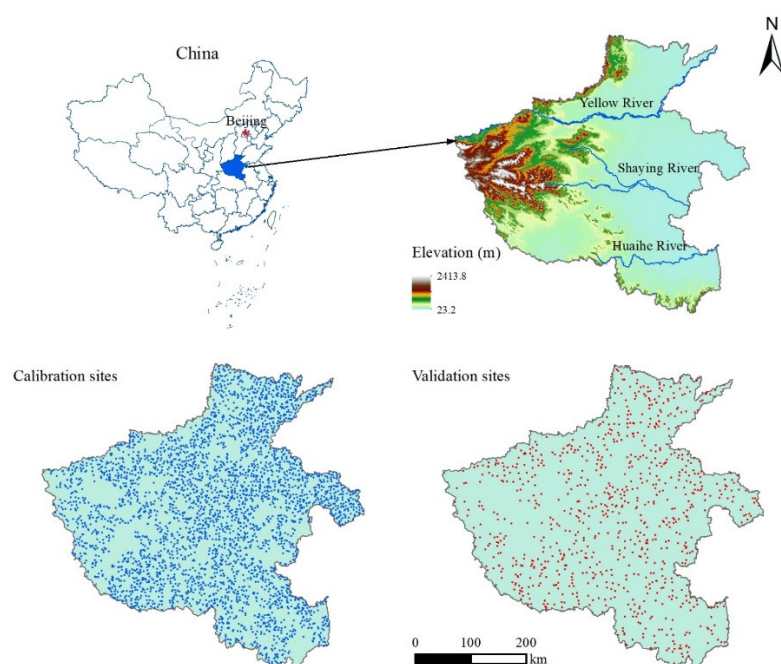 China
Beijing
N
Yellow River
Shaying River
Huaihe River
Elevation (m)
2413.8
23.2
Calibration sites
Validation sites
0 100 200
km